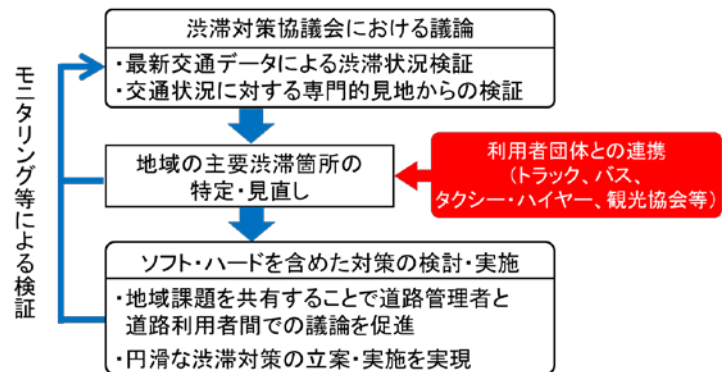 渋滞対策協議会における議論
・最新交通データによる渋滞状況検証
・交通状況に対する専門的見地からの検証
地域の主要渋滞箇所の
特定・見直し
利用者団体との連携
(トラック、バス、
タクシー・ハイヤー、観光協会等)
ソフト・ハードを含めた対策の検討・実施
・地域課題を共有することで道路管理者と
道路利用者間での議論を促進
・円滑な渋滞対策の立案・実施を実現
モニタリング等による検証